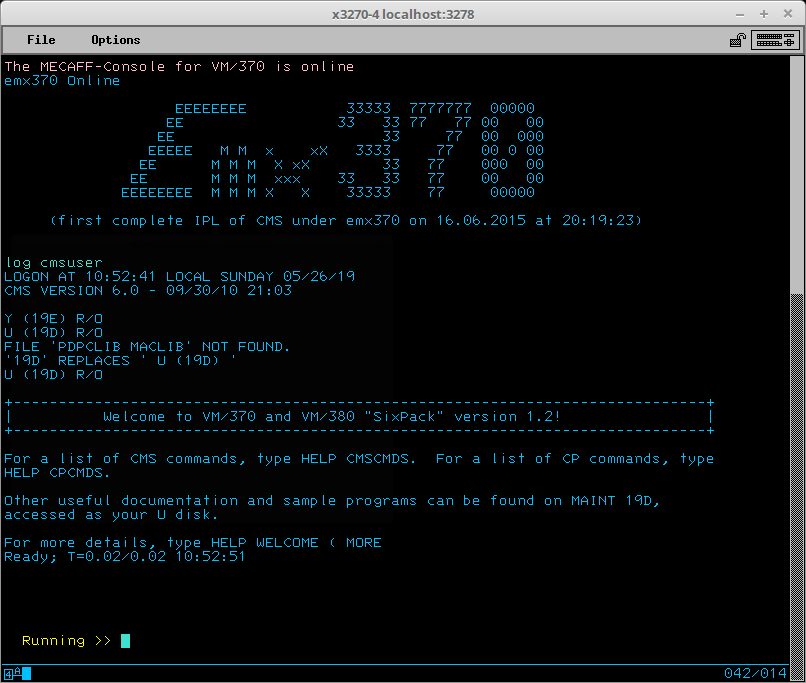 x3270-4 localhost:3278
File Options
The MECAFF-Console for VM/370 is online
emx370 Online
EEEEEEEE 33333 7777777 00000
EE 33 33 77 77 00 00
EE 33 77 00 000
EEEEE M M x xX 3333 77 00 0 00
EE M M M X xX 33 77 000 00
EE M M M xxx 33 33 77 00 00
EEEEEEEE M M M X X 33333 77 00000
(first complete IPL of CMS under emx370 on 16.06.2015 at 20:19:23)
log cmsuser
LOGON AT 10:52:41 LOCAL SUNDAY 05/26/19
CMS VERSION 6.0 - 09/30/10 21:03
Y (19E) R/O
U (19D) R/O
FILE 'PDPCLIB MACLIB' NOT FOUND.
'19D' REPLACES ' U (19D) '
U (19D) R/O
+------------------------------------------------------------------------------+
| Welcome to VM/370 and VM/380 "SixPack" version 1.2! |
+------------------------------------------------------------------------------+
For a list of CMS commands, type HELP CMSCMDS. For a list of CP commands, type
HELP CPCMDS.
Other useful documentation and sample programs can be found on MAINT 19D,
accessed as your U disk.
For more details, type HELP WELCOME ( MORE
Ready; T=0.02/0.02 10:52:51
Running >>
4A 042/014